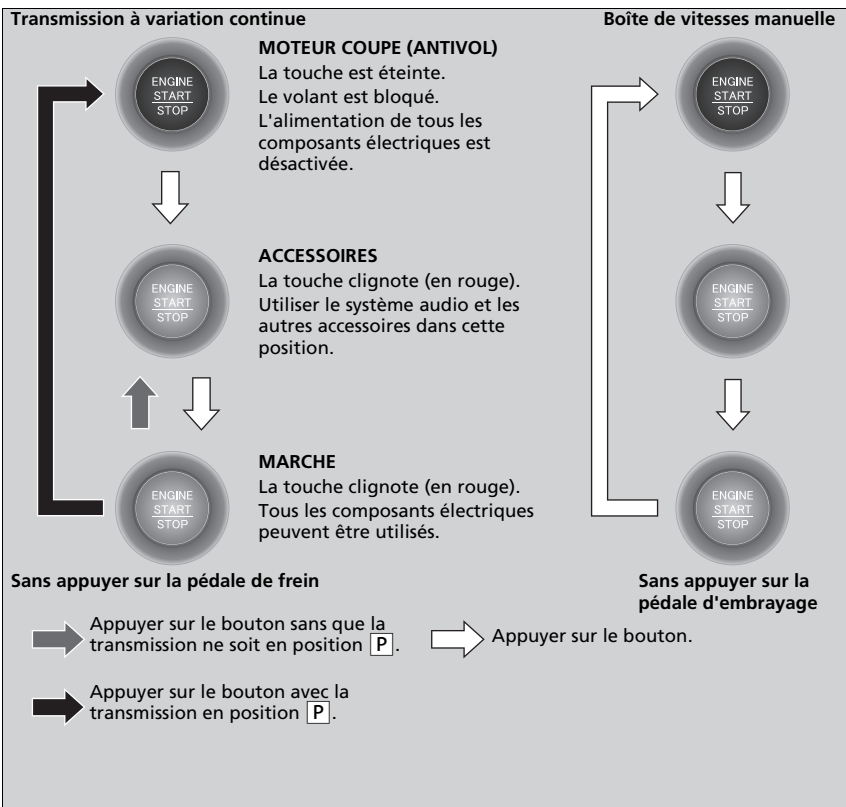 Transmission à variation continue
Boîte de vitesses manuelle
ENGINE
START
STOP
MOTEUR COUPE (ANTIVOL)
La touche est éteinte.
Le volant est bloqué.
L'alimentation de tous les
composants électriques est
désactivée.
ENGINE
START
STOP
ENGINE
START
STOP
ACCESSOIRES
La touche clignote (en rouge).
Utiliser le système audio et les
autres accessoires dans cette
position.
ENGINE
START
STOP
ENGINE
START
STOP
MARCHE
La touche clignote (en rouge).
Tous les composants électriques
peuvent être utilisés.
ENGINE
START
STOP
Sans appuyer sur la pédale de frein
Sans appuyer sur la
pédale d'embrayage
Appuyer sur le bouton sans que la
transmission ne soit en position P.
Appuyer sur le bouton.
Appuyer sur le bouton avec la
transmission en position P.